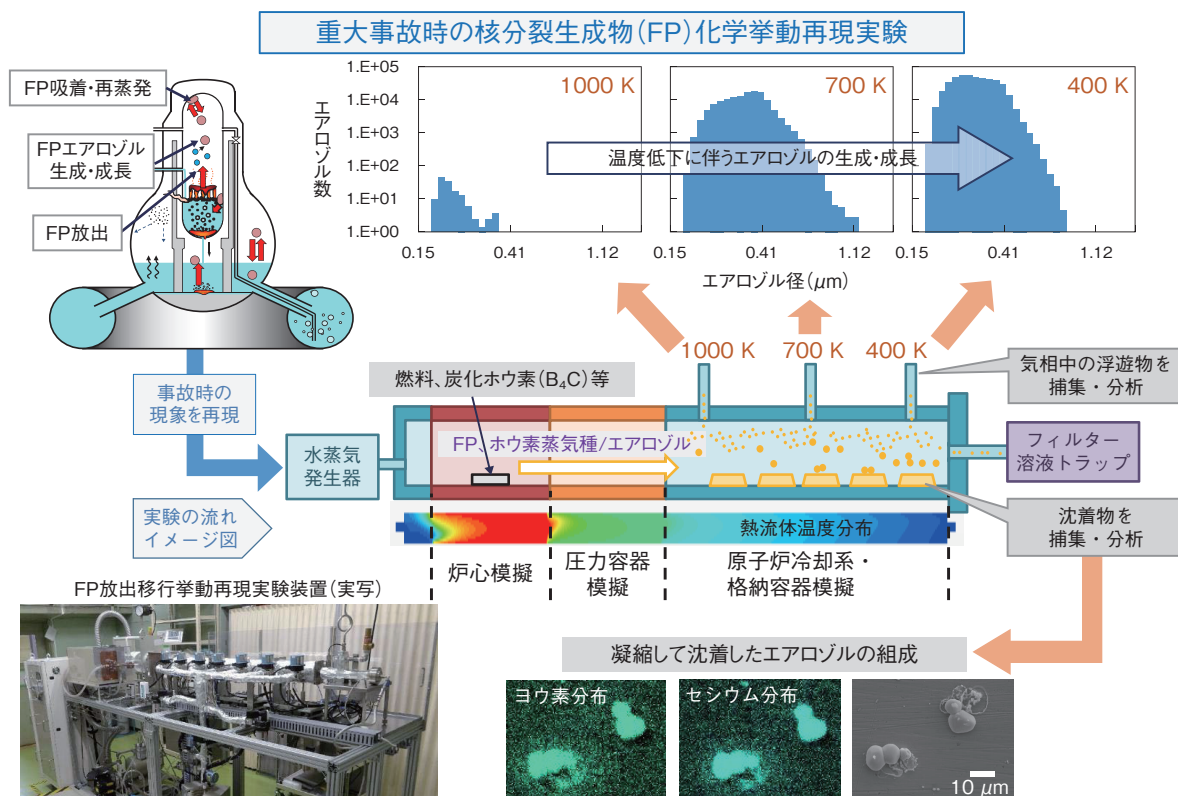 重大事故時の核分裂生成物(FP)化学挙動再現実験
FP吸着・再蒸発
FPエアロゾル
生成・成長
FP放出
エアロゾル数
1.E+05
1.E+04
1.E+03
1.E+02
1.E+01
1.E+00
1000 K
700 K
400 K
温度低下に伴うエアロゾルの生成・成長
0.15
0.41
1.12
0.15
0.41
1.12
0.15
0.41
1.12
エアロゾル径(μm)
1000 K
700 K
400 K
事故時の
現象を再現
燃料、炭化ホウ素(B₄C)等
気相中の浮遊物を
捕集・分析
水蒸気
発生器
FP、ホウ素蒸気種/エアロゾル
フィルター
溶液トラップ
実験の流れ
イメージ図
熱流体温度分布
沈着物を
捕集・分析
炉心模擬
圧力容器
模擬
原子炉冷却系・
格納容器模擬
FP放出移行挙動再現実験装置(実写)
凝縮して沈着したエアロゾルの組成
ヨウ素分布
セシウム分布
10 μm